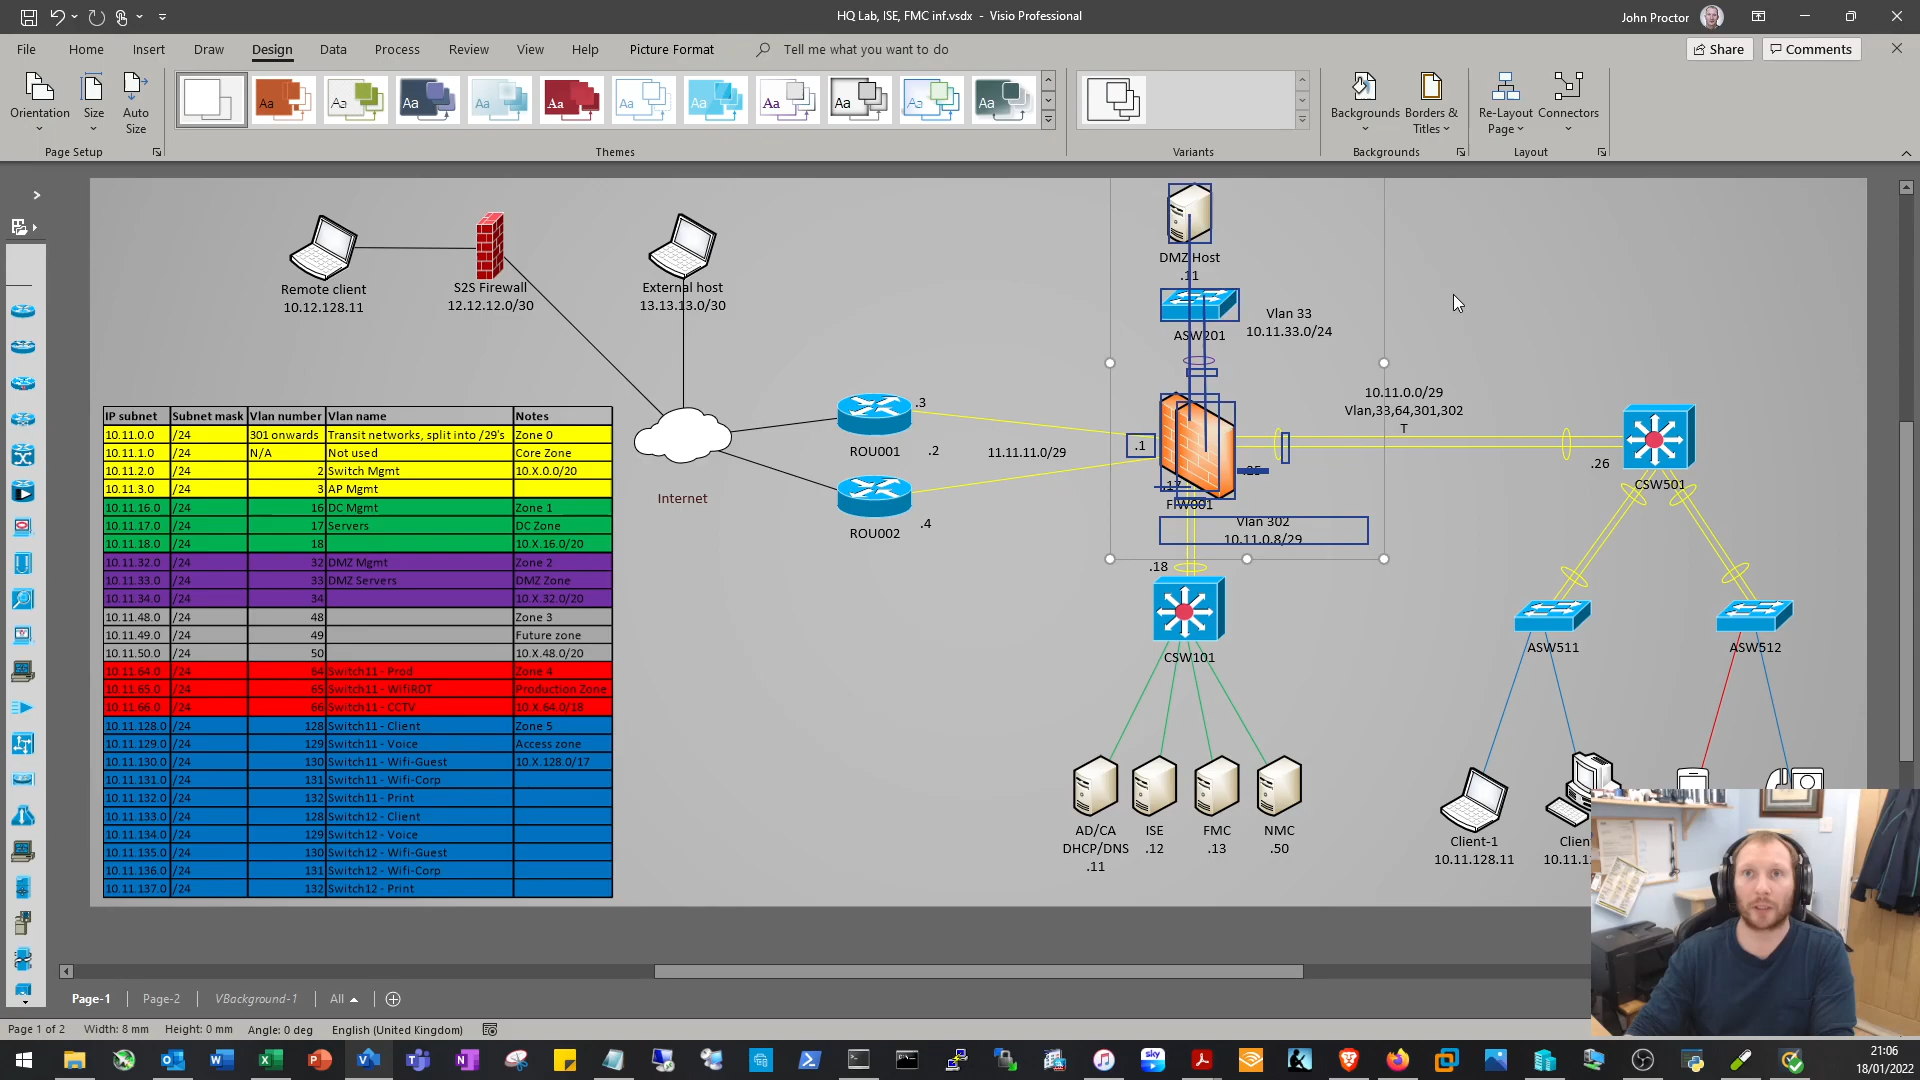 HQ Lab, ISE, FMC inf.vsdx - Visio Professional
John Proctor
File Home Insert Draw Design Data Process Review View Help Picture Format Tell me what you want to do Share Comments
Orientation Size Auto Size
Aa Aa Aa Aa Aa Aa Aa Aa Aa Aa Aa
Backgrounds Borders & Titles Re-Layout Page Connectors
Page Setup Themes Variants Backgrounds Layout
Remote client
10.12.128.11
S2S Firewall
12.12.12.0/30
External host
13.13.13.0/30
DMZ Host
.11
ASW201
Vlan 33
10.11.33.0/24
10.11.0.0/29
Vlan,33,64,301,302
T
.3
ROU001
.2
11.11.11.0/29
.1
.25
.17
FIW001
.26
CSW501
Internet
ROU002
.4
Vlan 302
10.11.0.8/29
.18
CSW101
ASW511
ASW512
IP subnet Subnet mask Vlan number Vlan name Notes
10.11.0.0 /24 301 onwards Transit networks, split into /29's Zone 0
10.11.1.0 /24 N/A Not used Core Zone
10.11.2.0 /24 2 Switch Mgmt 10.X.0.0/20
10.11.3.0 /24 3 AP Mgmt
10.11.16.0 /24 16 DC Mgmt Zone 1
10.11.17.0 /24 17 Servers DC Zone
10.11.18.0 /24 18 10.X.16.0/20
10.11.32.0 /24 32 DMZ Mgmt Zone 2
10.11.33.0 /24 33 DMZ Servers DMZ Zone
10.11.34.0 /24 34 10.X.32.0/20
10.11.48.0 /24 48 Zone 3
10.11.49.0 /24 49 Future zone
10.11.50.0 /24 50 10.X.48.0/20
10.11.64.0 /24 64 Switch11 - Prod Zone 4
10.11.65.0 /24 65 Switch11 - WifiRDT Production Zone
10.11.66.0 /24 66 Switch11 - CCTV 10.X.64.0/18
10.11.128.0 /24 128 Switch11 - Client Zone 5
10.11.129.0 /24 129 Switch11 - Voice Access zone
10.11.130.0 /24 130 Switch11 - Wifi-Guest 10.X.128.0/17
10.11.131.0 /24 131 Switch11 - Wifi-Corp
10.11.132.0 /24 132 Switch11 - Print
10.11.133.0 /24 128 Switch12 - Client
10.11.134.0 /24 129 Switch12 - Voice
10.11.135.0 /24 130 Switch12 - Wifi-Guest
10.11.136.0 /24 131 Switch12 - Wifi-Corp
10.11.137.0 /24 132 Switch12 - Print
AD/CA
DHCP/DNS
.11
ISE
.12
FMC
.13
NMC
.50
Client-1
10.11.128.11
Clien
10.11.1
Page-1 Page-2 VBackground-1 All
Page 1 of 2 Width: 8 mm Height: 0 mm Angle: 0 deg English (United Kingdom)
sky
21:06
18/01/2022